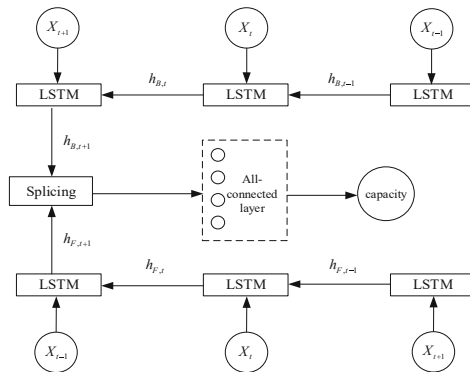 X_{t+1} X_t X_{t-1}
h_{B,t} h_{B,t-1}
LSTM LSTM LSTM
h_{B,t+1}
Splicing
All-
connected
layer
capacity
h_{F,t+1}
h_{F,t} h_{F,t-1}
LSTM LSTM LSTM
X_{t-1} X_t X_{t+1}